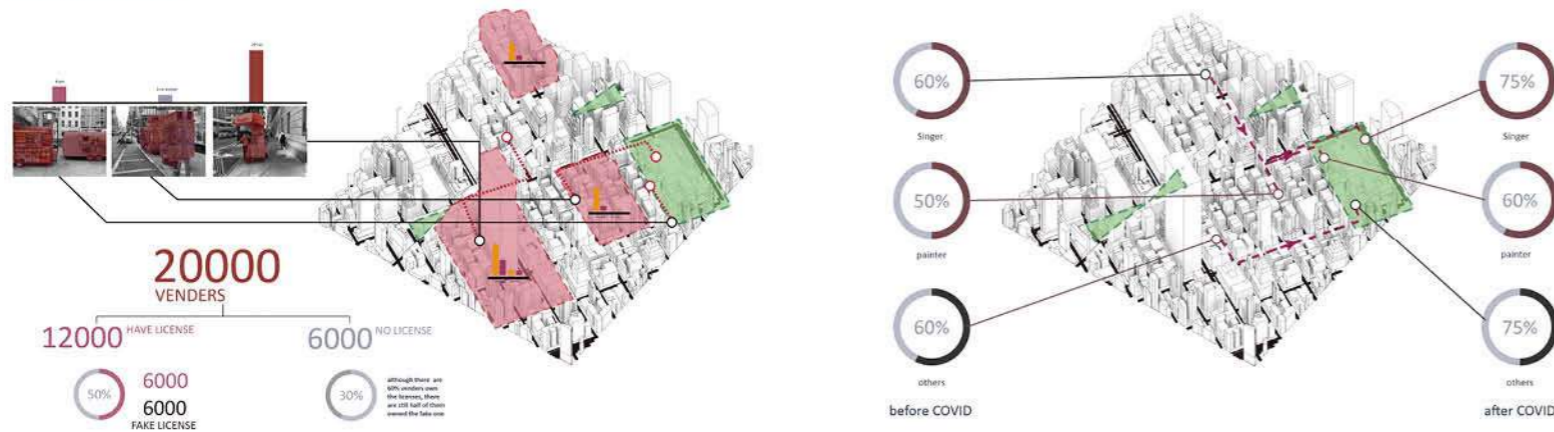 20000
VENDERS
12000 HAVE LICENSE
6000 NO LICENSE
50%
6000
6000
FAKE LICENSE
30%
although there are
60% venders own
the licenses, there
are still half of them
owned the fake one
60%
Singer
50%
painter
60%
others
before COVID
75%
Singer
60%
painter
75%
others
after COVID